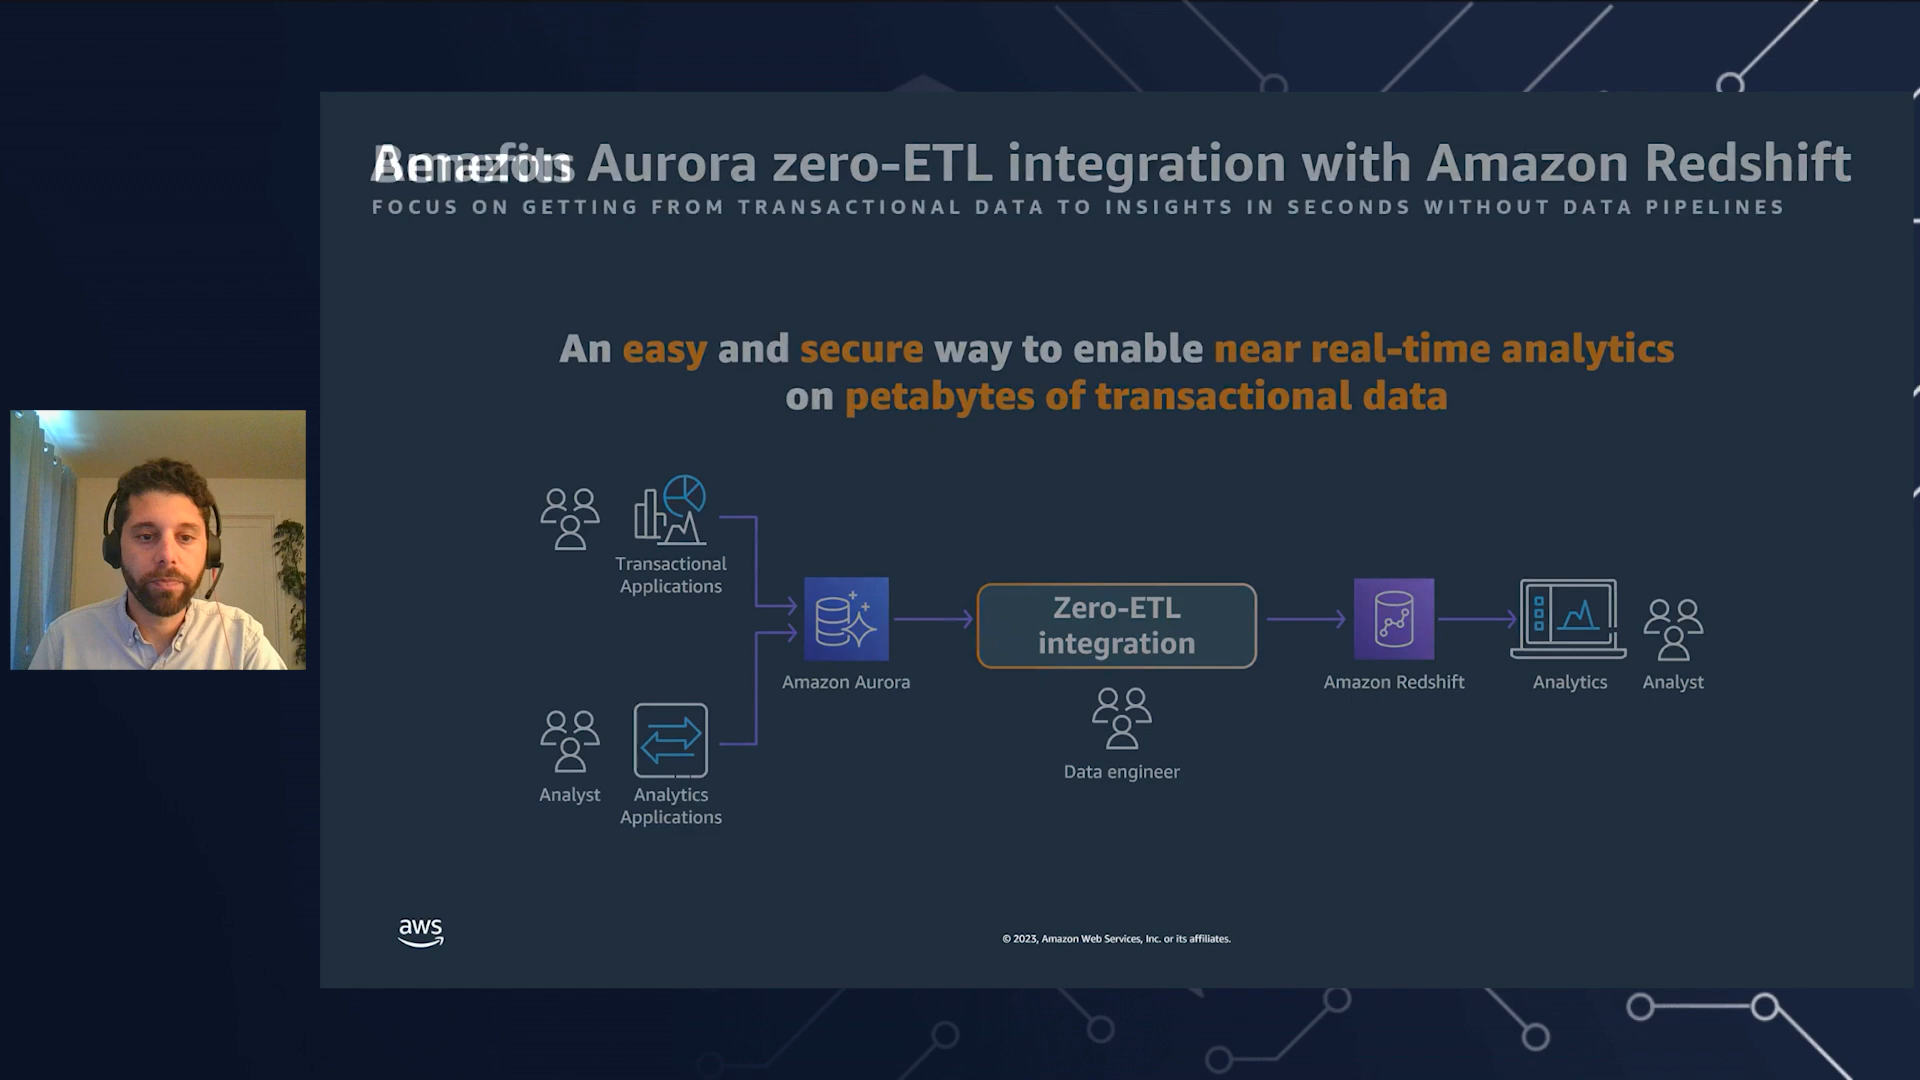 Amazon Aurora zero-ETL integration with Amazon Redshift
Benefits
FOCUS ON GETTING FROM TRANSACTIONAL DATA TO INSIGHTS IN SECONDS WITHOUT DATA PIPELINES
An easy and secure way to enable near real-time analytics
on petabytes of transactional data
Transactional
Applications
Amazon Aurora
Zero-ETL
integration
Amazon Redshift
Analytics
Analyst
Data engineer
Analyst
Analytics
Applications
aws
© 2023, Amazon Web Services, Inc. or its affiliates.